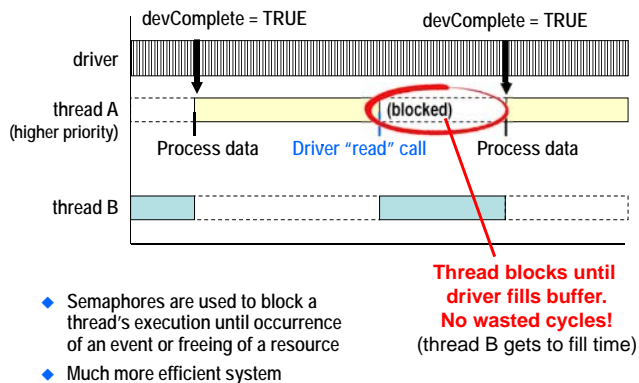 devComplete = TRUE
devComplete = TRUE
driver
thread A
(higher priority)
(blocked)
Process data
Driver “read” call
Process data
thread B
Thread blocks until
driver fills buffer.
No wasted cycles!
(thread B gets to fill time)
Semaphores are used to block a
thread's execution until occurrence
of an event or freeing of a resource
Much more efficient system